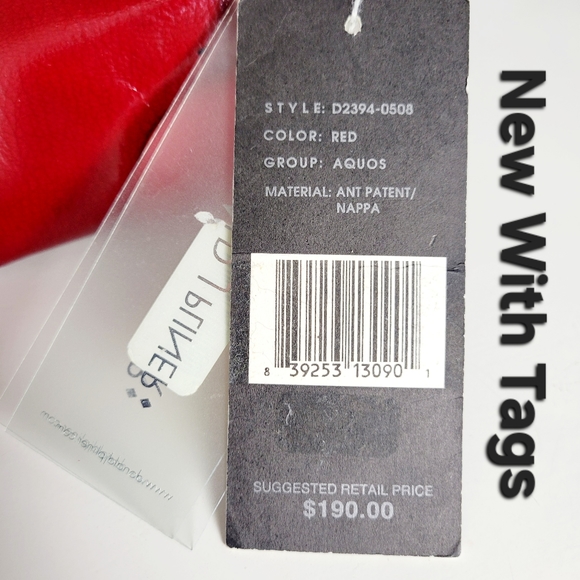 STYLE: D2394-0508
COLOR: RED
GROUP: AQUOS
MATERIAL: ANT PATENT/
NAPPA
8 39253 13090 1
SUGGESTED RETAIL PRICE
$190.00
New With Tags
D J PLINER